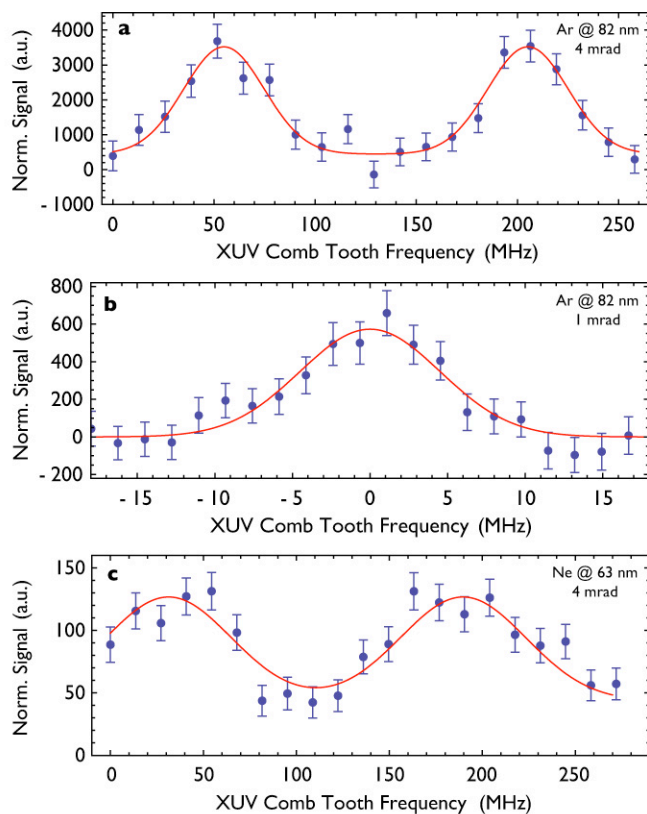 a
Ar @ 82 nm
4 mrad
4000
3000
2000
1000
0
- 1000
Norm. Signal (a.u.)
0 50 100 150 200 250
XUV Comb Tooth Frequency (MHz)
b
Ar @ 82 nm
1 mrad
800
600
400
200
0
- 200
Norm. Signal (a.u.)
- 15 - 10 - 5 0 5 10 15
XUV Comb Tooth Frequency (MHz)
c
Ne @ 63 nm
4 mrad
150
100
50
0
Norm. Signal (a.u.)
0 50 100 150 200 250
XUV Comb Tooth Frequency (MHz)